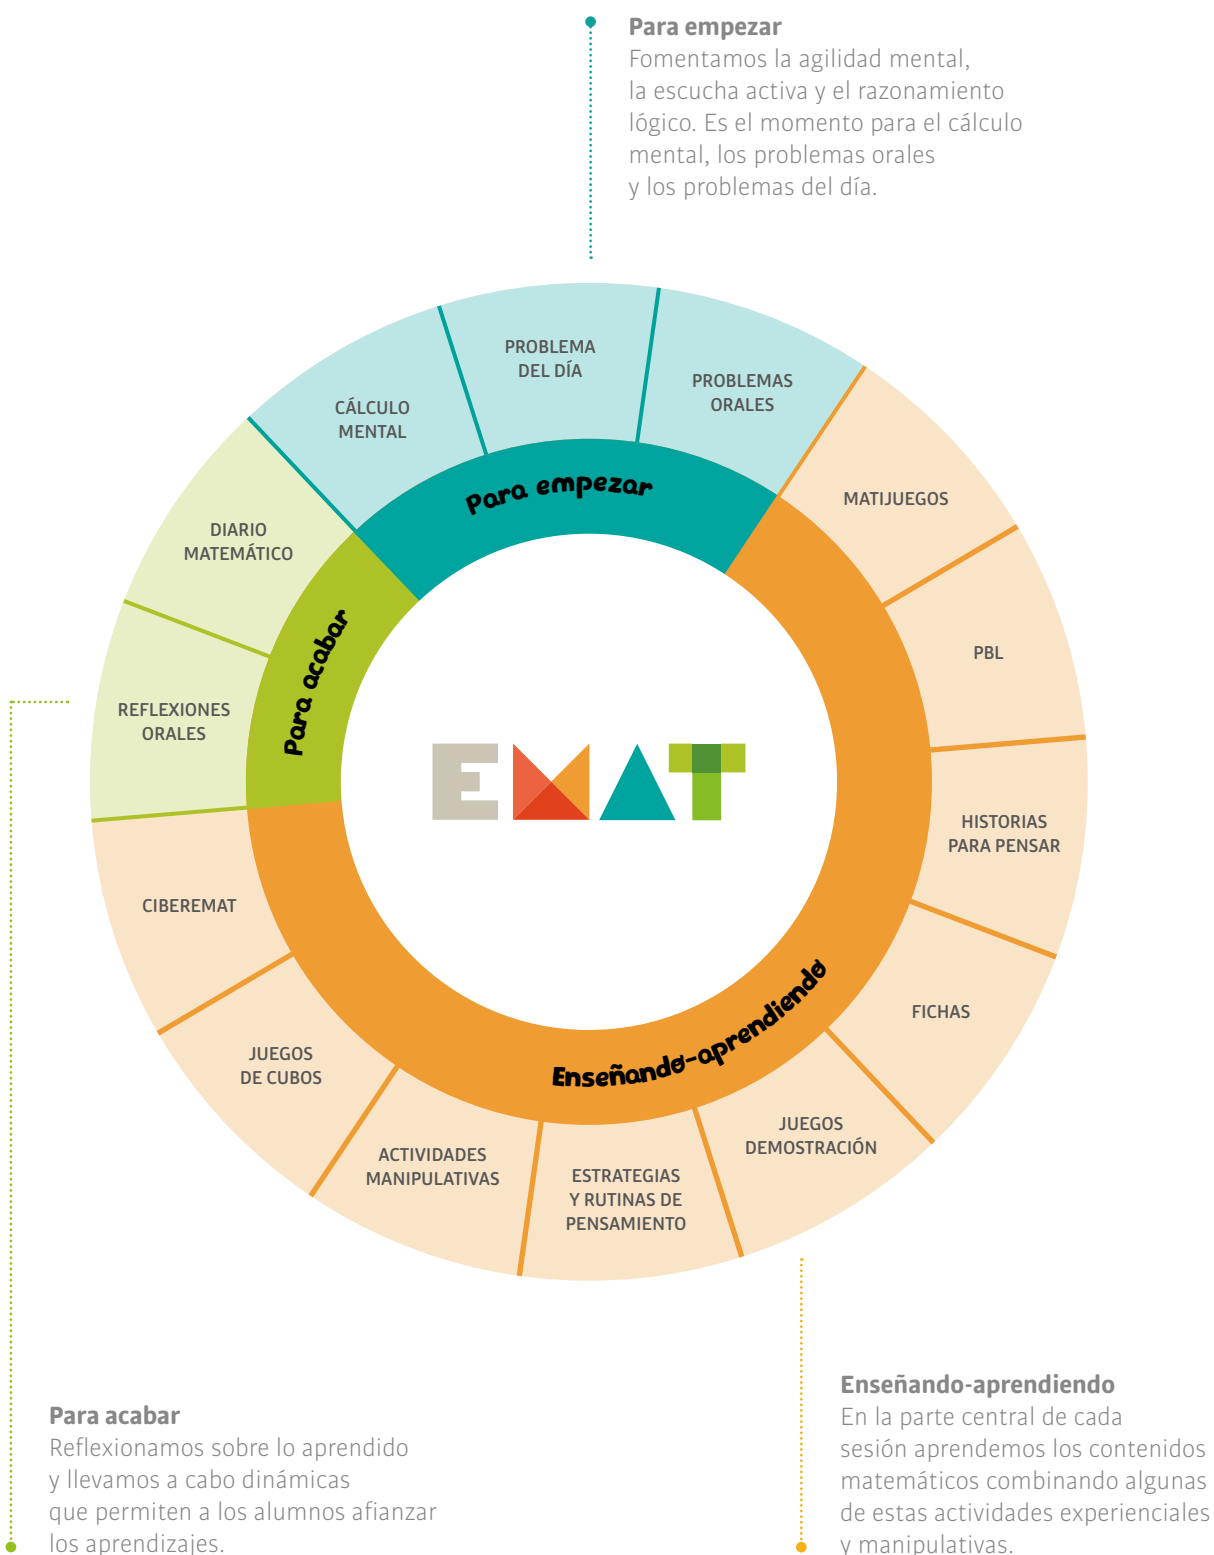 Para empezar
Fomentamos la agilidad mental,
la escucha activa y el razonamiento
lógico. Es el momento para el cálculo
mental, los problemas orales
y los problemas del día.
PROBLEMA
DEL DÍA
PROBLEMAS
ORALES
CÁLCULO
MENTAL
Para empezar
MATIJUEGOS
DIARIO
MATEMÁTICO
PBL
Para acabar
REFLEXIONES
ORALES
EMAT
HISTORIAS
PARA PENSAR
CIBEREMAT
FICHAS
Enseñando-aprendiendo
JUEGOS
DE CUBOS
JUEGOS
DEMOSTRACIÓN
ACTIVIDADES
MANIPULATIVAS
ESTRATEGIAS
Y RUTINAS DE
PENSAMIENTO
Para acabar
Reflexionamos sobre lo aprendido
y llevamos a cabo dinámicas
que permiten a los alumnos afianzar
los aprendizajes.
Enseñando-aprendiendo
En la parte central de cada
sesión aprendemos los contenidos
matemáticos combinando algunas
de estas actividades experienciales
y manipulativas.